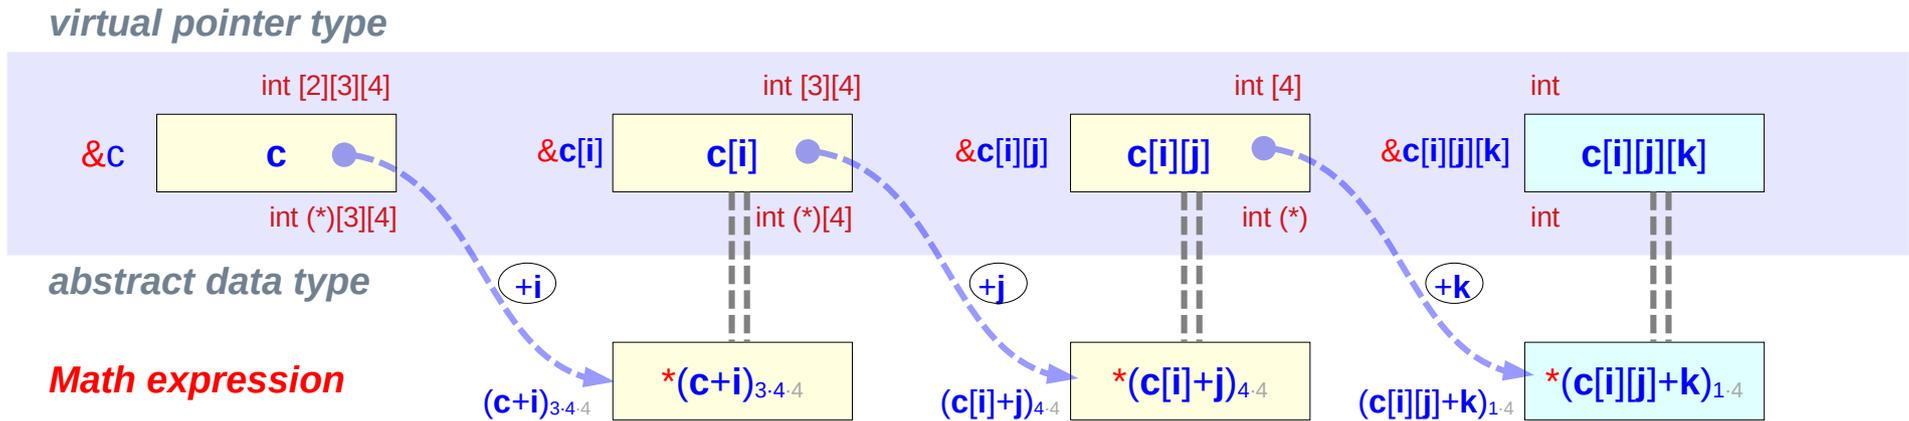 virtual pointer type
int [2][3][4] int [3][4] int [4] int
&c c &c[i] c[i] &c[i][j] c[i][j] &c[i][j][k] c[i][j][k]
int (*)[3][4] int (*)[4] int (*) int
abstract data type +i +j +k
Math expression *(c+i)3·4·4 *(c[i]+j)4·4 *(c[i][j]+k)1·4
(c+i)3·4·4 (c[i]+j)4·4 (c[i][j]+k)1·4